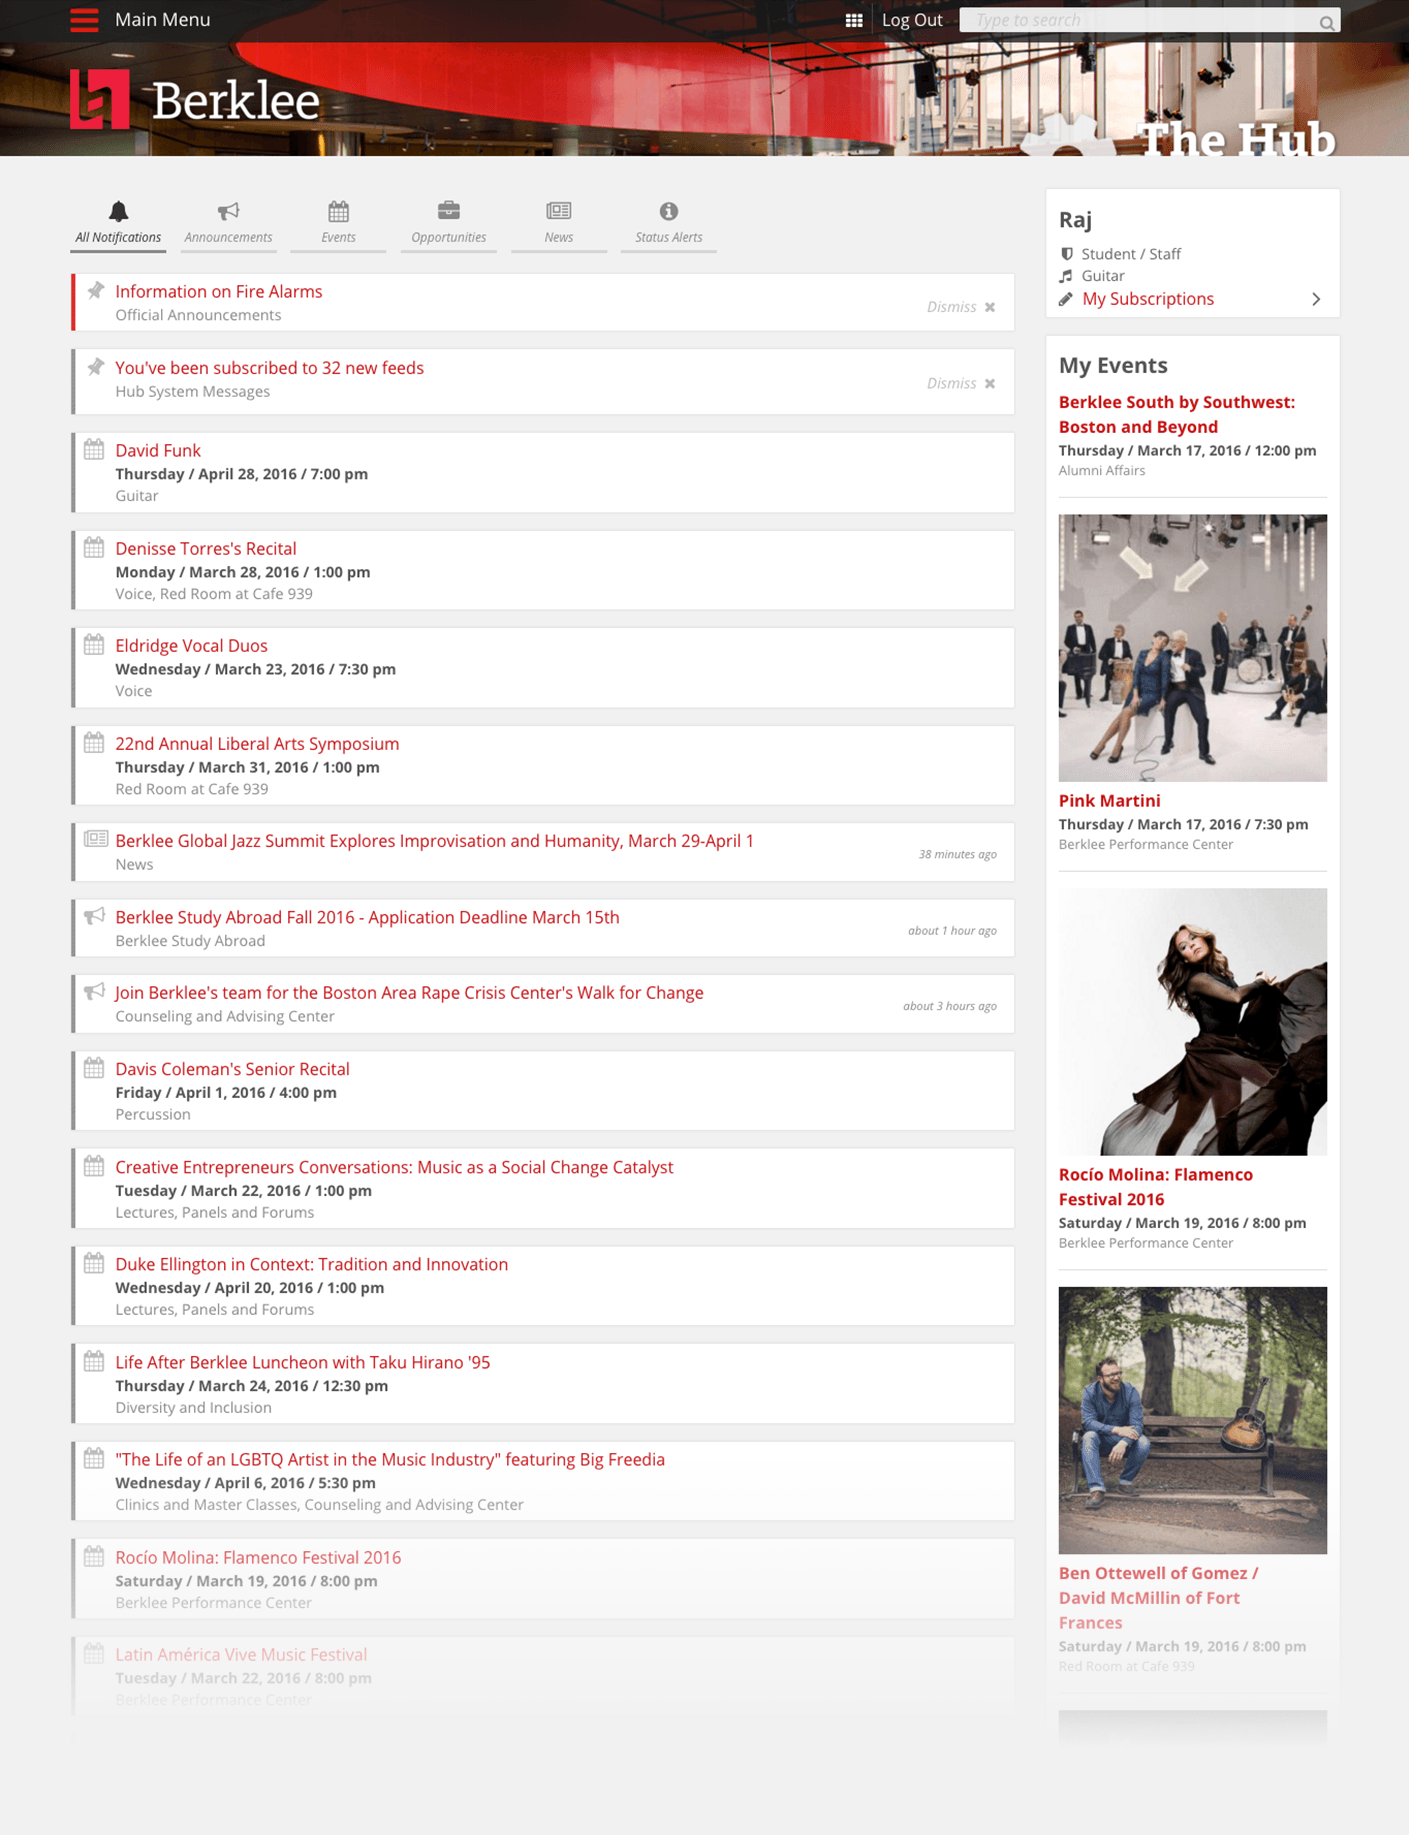 Main Menu
Log Out
Type to search
Berklee
The Hub
All Notifications
Announcements
Events
Opportunities
News
Status Alerts
Information on Fire Alarms
Official Announcements
Dismiss
You've been subscribed to 32 new feeds
Hub System Messages
Dismiss
David Funk
Thursday / April 28, 2016 / 7:00 pm
Guitar
Denisse Torres's Recital
Monday / March 28, 2016 / 1:00 pm
Voice, Red Room at Cafe 939
Eldridge Vocal Duos
Wednesday / March 23, 2016 / 7:30 pm
Voice
22nd Annual Liberal Arts Symposium
Thursday / March 31, 2016 / 1:00 pm
Red Room at Cafe 939
Berklee Global Jazz Summit Explores Improvisation and Humanity, March 29-April 1
News
38 minutes ago
Berklee Study Abroad Fall 2016 - Application Deadline March 15th
Berklee Study Abroad
about 1 hour ago
Join Berklee's team for the Boston Area Rape Crisis Center's Walk for Change
Counseling and Advising Center
about 3 hours ago
Davis Coleman's Senior Recital
Friday / April 1, 2016 / 4:00 pm
Percussion
Creative Entrepreneurs Conversations: Music as a Social Change Catalyst
Tuesday / March 22, 2016 / 1:00 pm
Lectures, Panels and Forums
Duke Ellington in Context: Tradition and Innovation
Wednesday / April 20, 2016 / 1:00 pm
Lectures, Panels and Forums
Life After Berklee Luncheon with Taku Hirano '95
Thursday / March 24, 2016 / 12:30 pm
Diversity and Inclusion
"The Life of an LGBTQ Artist in the Music Industry" featuring Big Freedia
Wednesday / April 6, 2016 / 5:30 pm
Clinics and Master Classes, Counseling and Advising Center
Rocío Molina: Flamenco Festival 2016
Saturday / March 19, 2016 / 8:00 pm
Berklee Performance Center
Latin América Vive Music Festival
Tuesday / March 22, 2016 / 8:00 pm
Berklee Performance Center
Raj
Student / Staff
Guitar
My Subscriptions
My Events
Berklee South by Southwest:
Boston and Beyond
Thursday / March 17, 2016 / 12:00 pm
Alumni Affairs
Pink Martini
Thursday / March 17, 2016 / 7:30 pm
Berklee Performance Center
Rocío Molina: Flamenco
Festival 2016
Saturday / March 19, 2016 / 8:00 pm
Berklee Performance Center
Ben Ottewell of Gomez /
David McMillin of Fort
Frances
Saturday / March 19, 2016 / 8:00 pm
Red Room at Cafe 939